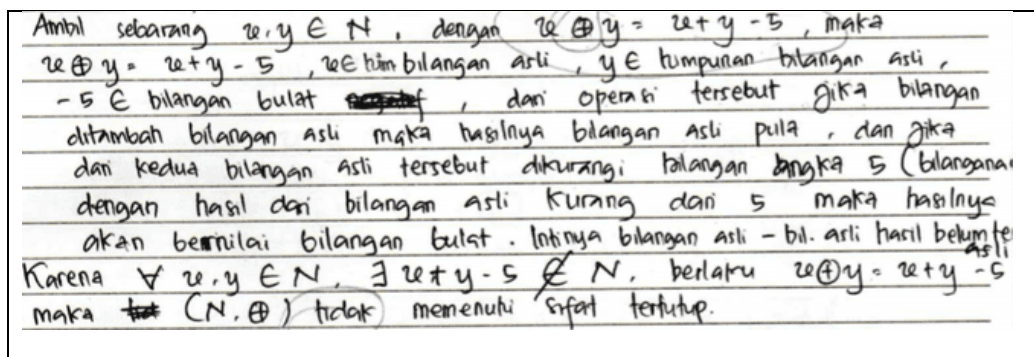 Ambil sebarang x, y ∈ N, dengan x ⊕ y = x + y - 5, maka
x ⊕ y = x + y - 5, x ∈ him bilangan asli, y ∈ himpunan bilangan asli,
-5 ∈ bilangan bulat, dari operasi tersebut jika bilangan
ditambah bilangan asli maka hasilnya bilangan asli pula, dan jika
dari kedua bilangan asli tersebut dikurangi bilangan angka 5 (bilangana
dengan hasil dari bilangan asli kurang dari 5 maka hasilnya
akan bernilai bilangan bulat. Intinya bilangan asli - bil. asli hasil belum te
asli
Karena ∀ x, y ∈ N, ∃ x + y - 5 ∉ N, berlaku x ⊕ y = x + y - 5
maka (N, ⊕) tidak memenuhi sifat tertutup.